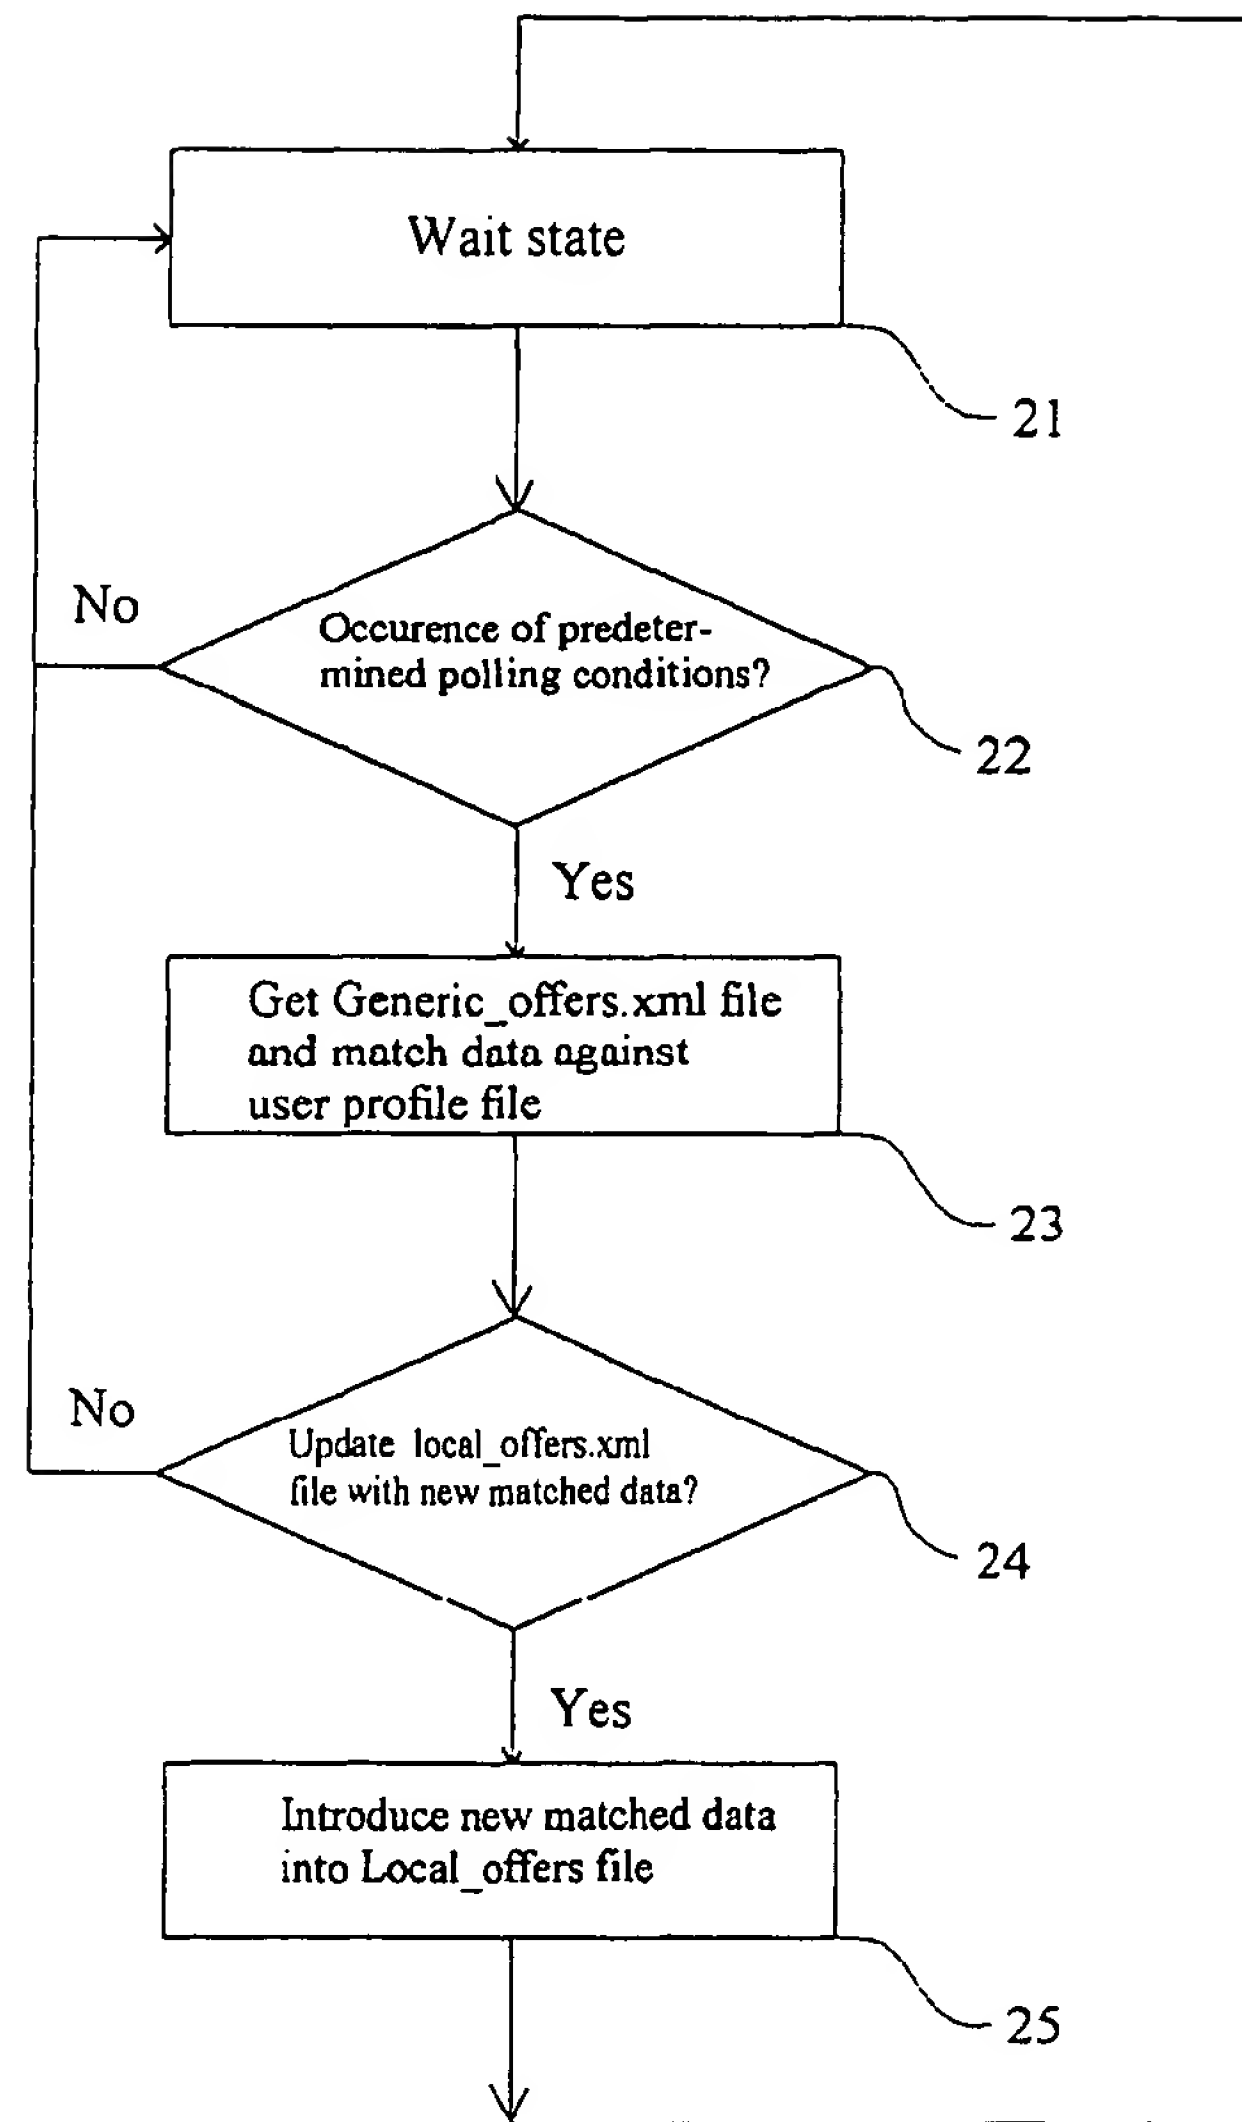 Wait state
21
No
Occurence of predeter-
mined polling conditions?
22
Yes
Get Generic_offers.xml file
and match data against
user profile file
23
No
Update local_offers.xml
file with new matched data?
24
Yes
Introduce new matched data
into Local_offers file
25